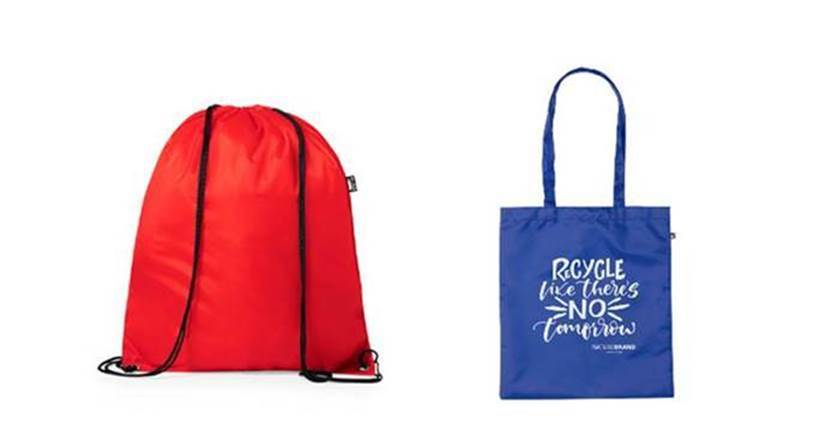 RECYCLE
like there's
NO
tomorrow